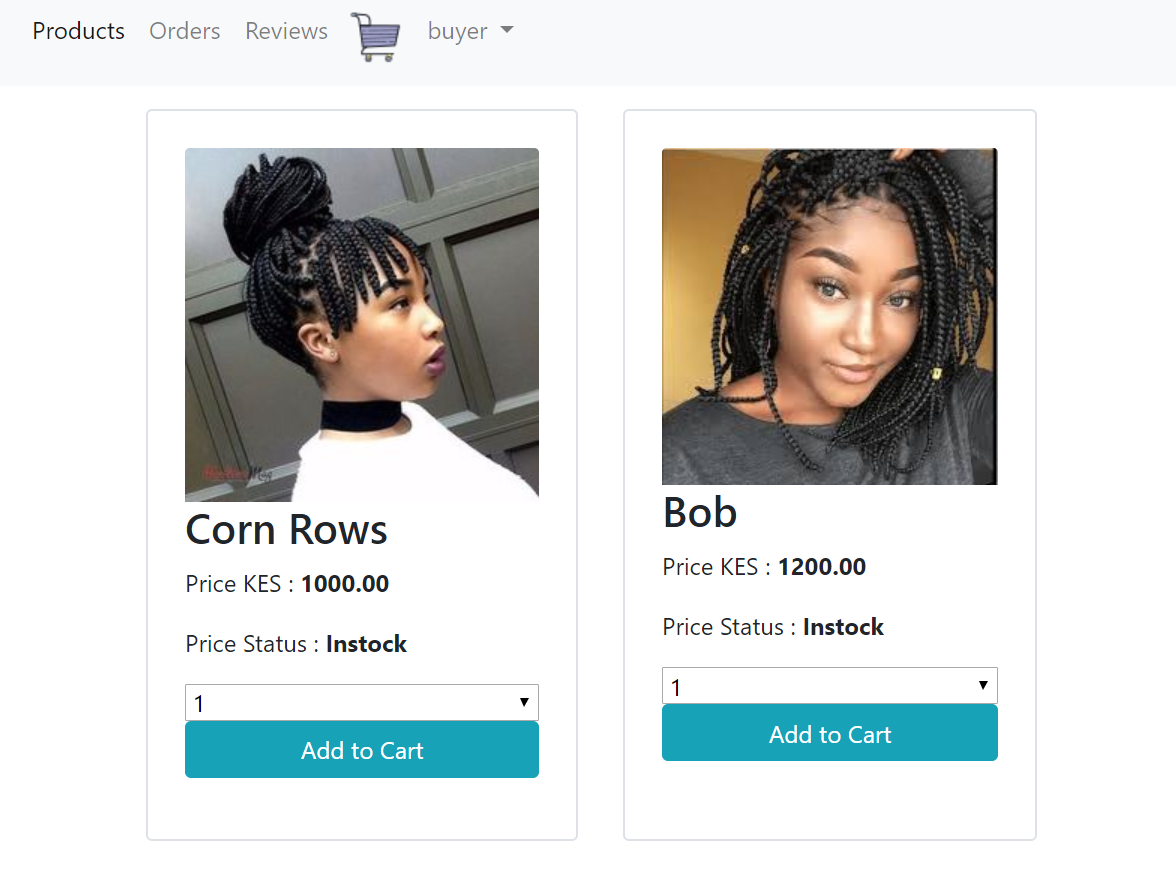 Products Orders Reviews buyer
Corn Rows
Price KES : 1000.00
Price Status : Instock
1
Add to Cart
Bob
Price KES : 1200.00
Price Status : Instock
1
Add to Cart